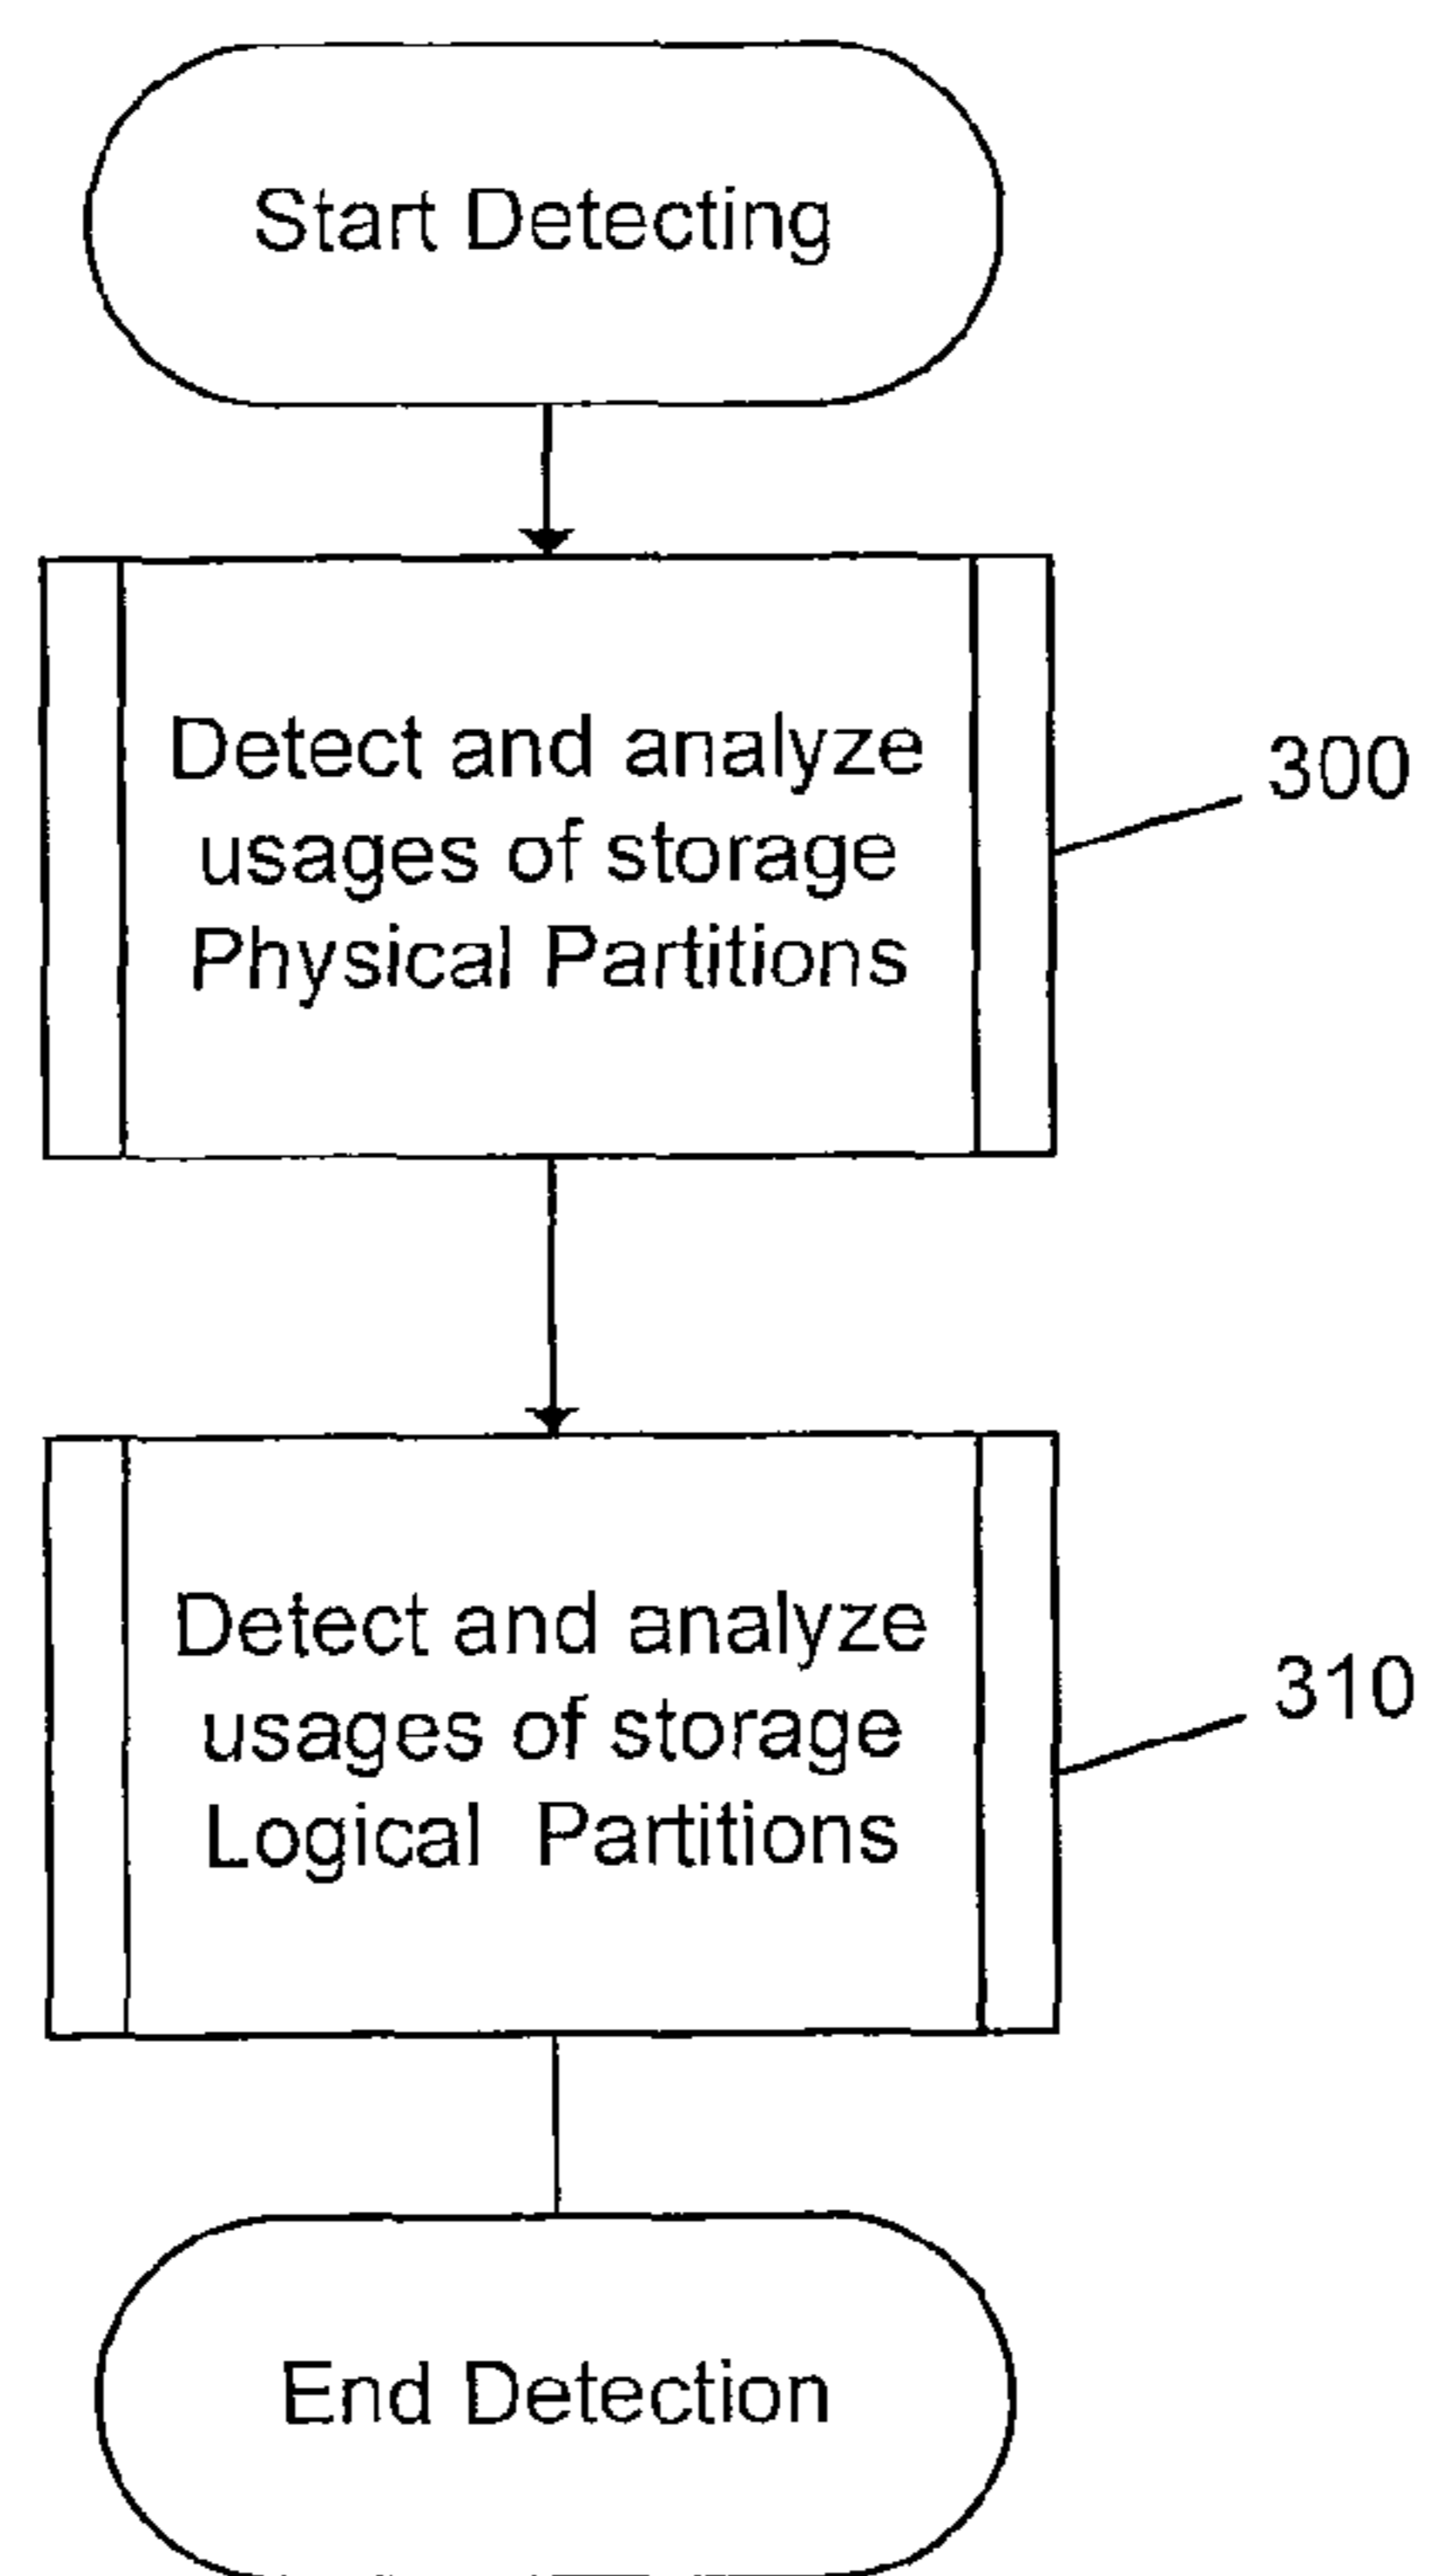 Start Detecting
Detect and analyze
usages of storage
Physical Partitions
300
Detect and analyze
usages of storage
Logical Partitions
310
End Detection